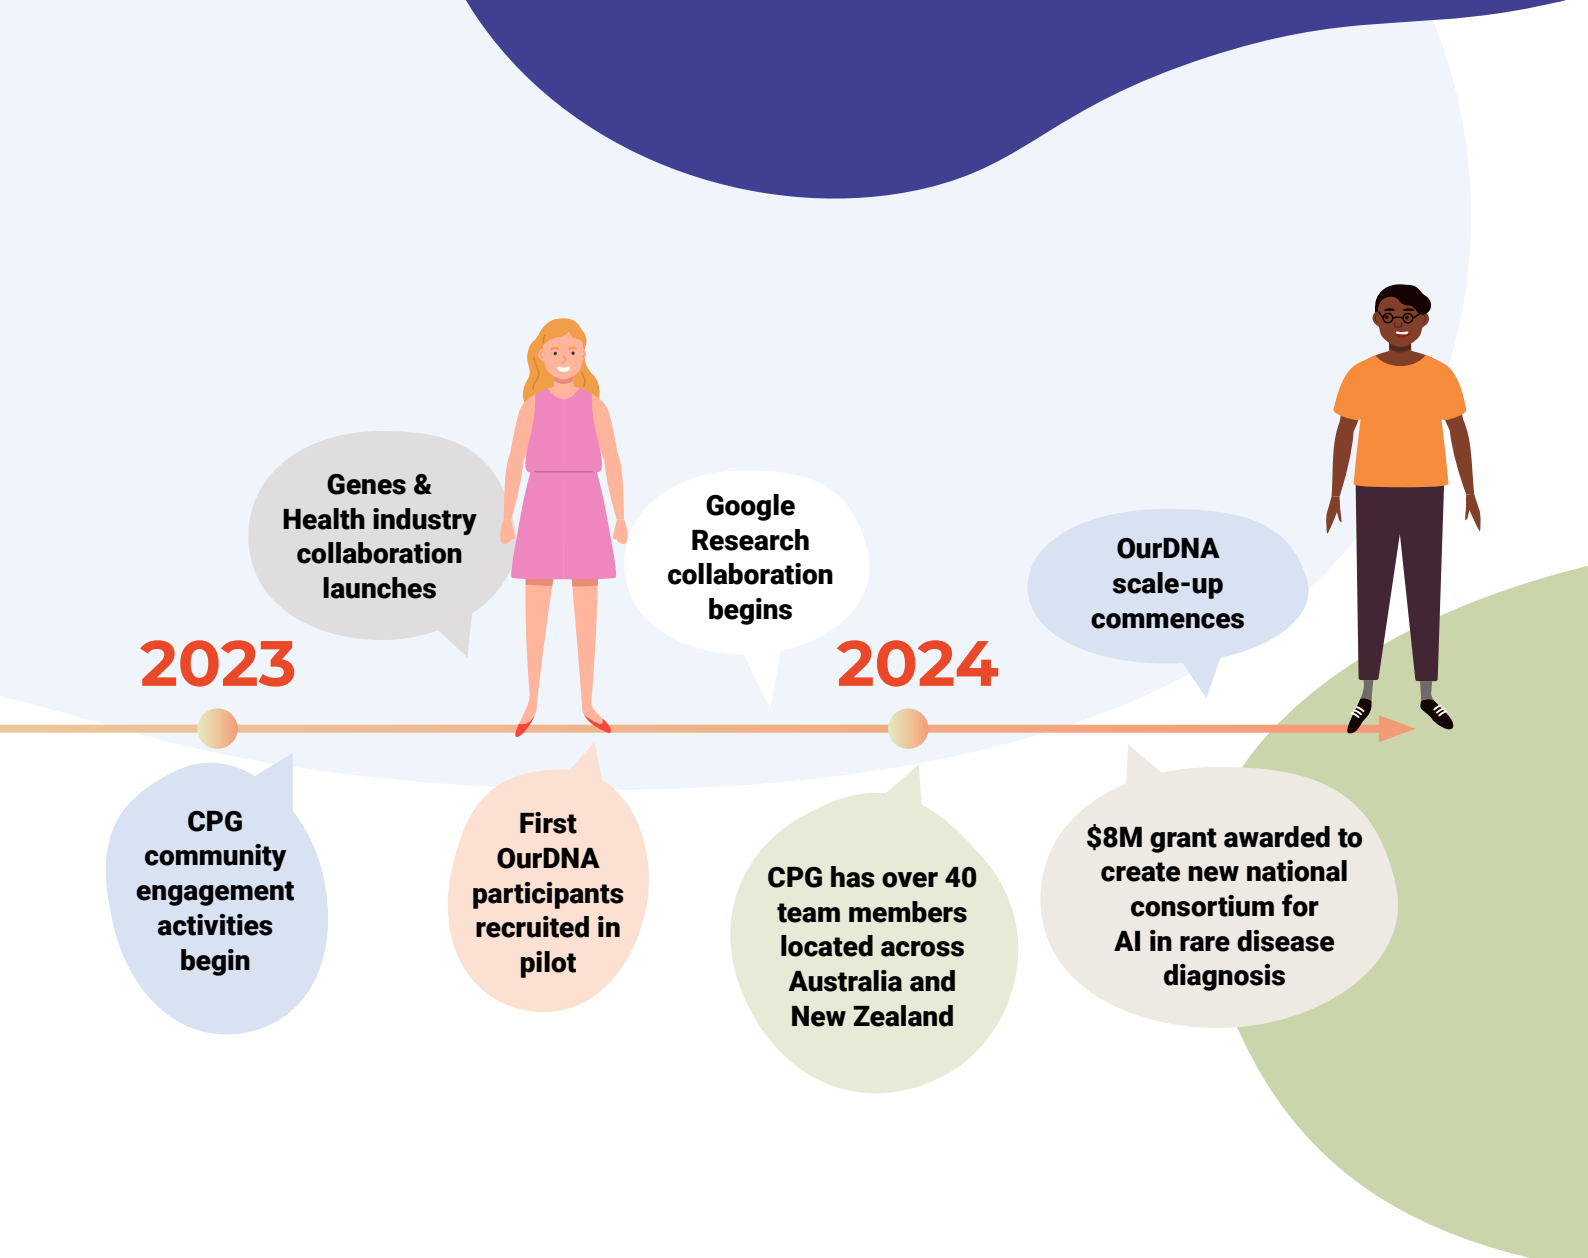 Genes &
Health industry
collaboration
launches
Google
Research
collaboration
begins
OurDNA
scale-up
commences
2023
2024
CPG
community
engagement
activities
begin
First
OurDNA
participants
recruited in
pilot
CPG has over 40
team members
located across
Australia and
New Zealand
$8M grant awarded to
create new national
consortium for
AI in rare disease
diagnosis